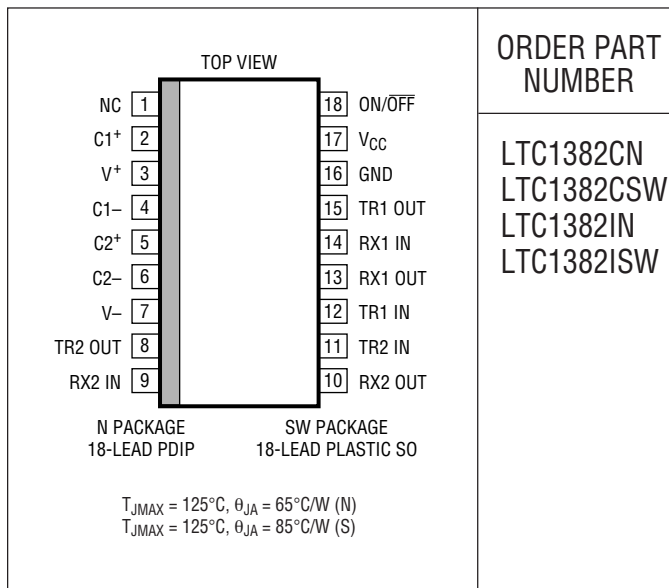 TOP VIEW
NC 1
C1+ 2
V+ 3
C1– 4
C2+ 5
C2– 6
V– 7
TR2 OUT 8
RX2 IN 9
18 ON/O̅F̅F̅
17 VCC
16 GND
15 TR1 OUT
14 RX1 IN
13 RX1 OUT
12 TR1 IN
11 TR2 IN
10 RX2 OUT
N PACKAGE
18-LEAD PDIP
SW PACKAGE
18-LEAD PLASTIC SO
TJMAX = 125°C, θJA = 65°C/W (N)
TJMAX = 125°C, θJA = 85°C/W (S)
ORDER PART
NUMBER
LTC1382CN
LTC1382CSW
LTC1382IN
LTC1382ISW